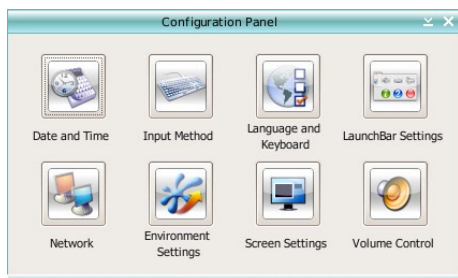 Configuration Panel
Date and Time
Input Method
Language and
Keyboard
LaunchBar Settings
Network
Environment
Settings
Screen Settings
Volume Control